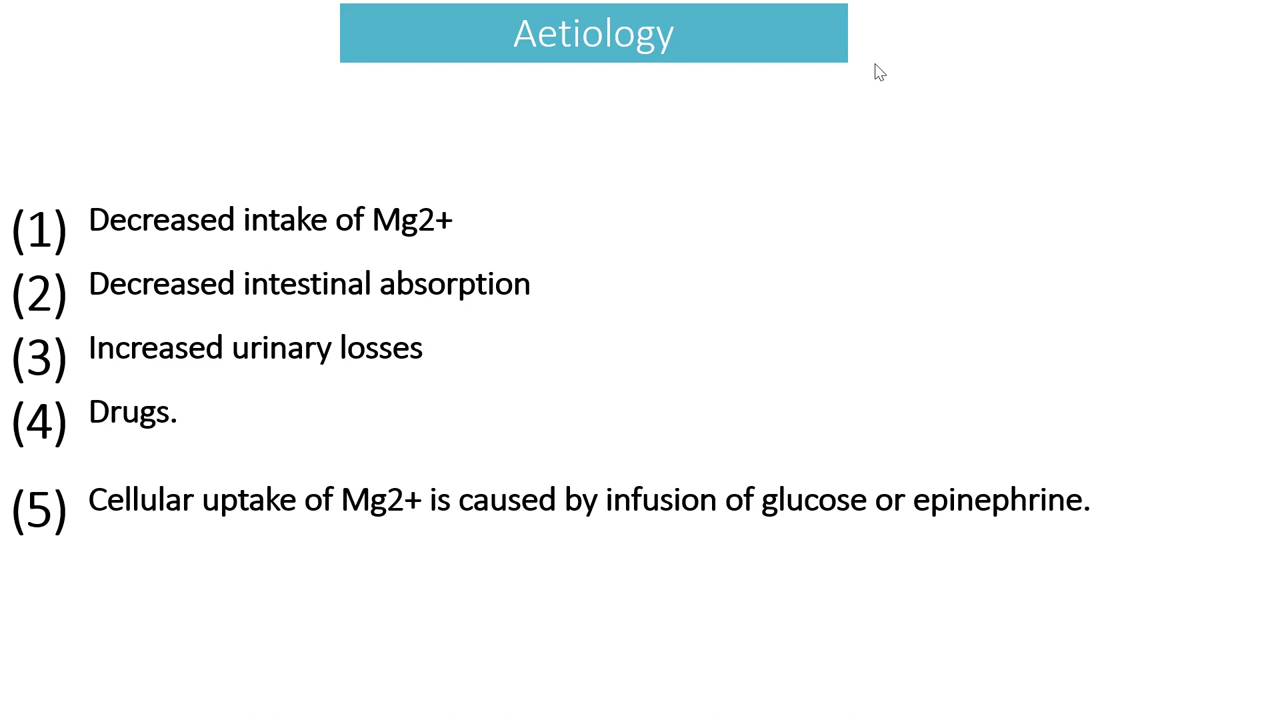 Aetiology
(1) Decreased intake of Mg2+
(2) Decreased intestinal absorption
(3) Increased urinary losses
(4) Drugs.
(5) Cellular uptake of Mg2+ is caused by infusion of glucose or epinephrine.